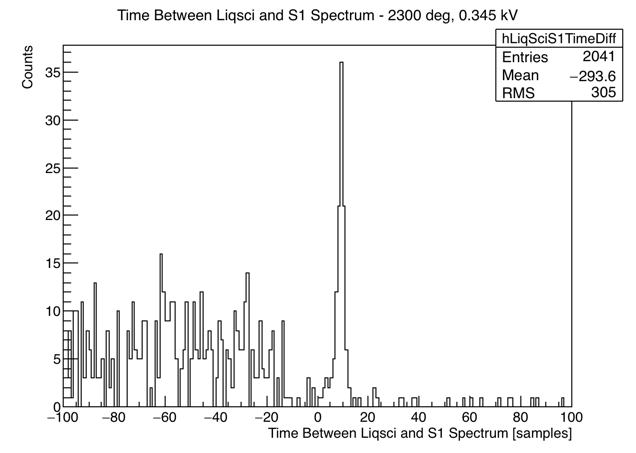 Time Between Liqsci and S1 Spectrum - 2300 deg, 0.345 kV
hLiqSciS1TimeDiff
Entries 2041
Mean −293.6
RMS 305
Counts
35
30
25
20
15
10
5
0
−100 −80 −60 −40 −20 0 20 40 60 80 100
Time Between Liqsci and S1 Spectrum [samples]